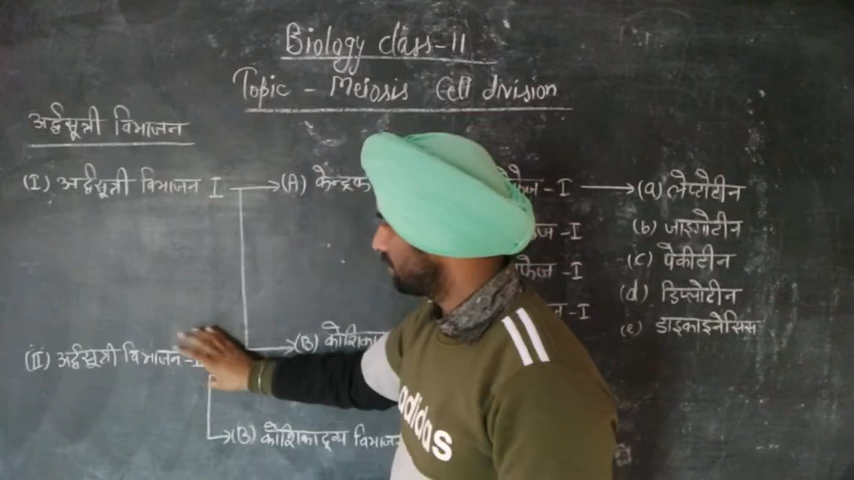 Biology class-11
Topic - Meiosis Cell division
अर्द्धसूत्री विभाजन
(I) अर्द्धसूत्री विभाजन I
(A) केन्द्रक
फेज - I
(a) लेप्टोटीन
-I
(b) जाइगोटीन
फेज -I
(c) पेकीटीन
-I
(d) डिप्लोटीन
(e) डाइकाइनेसिस
(B) कोशिका
(II) अर्द्धसूत्री विभाजन -
(B) कोशिका द्रव्य विभाजन
adidas